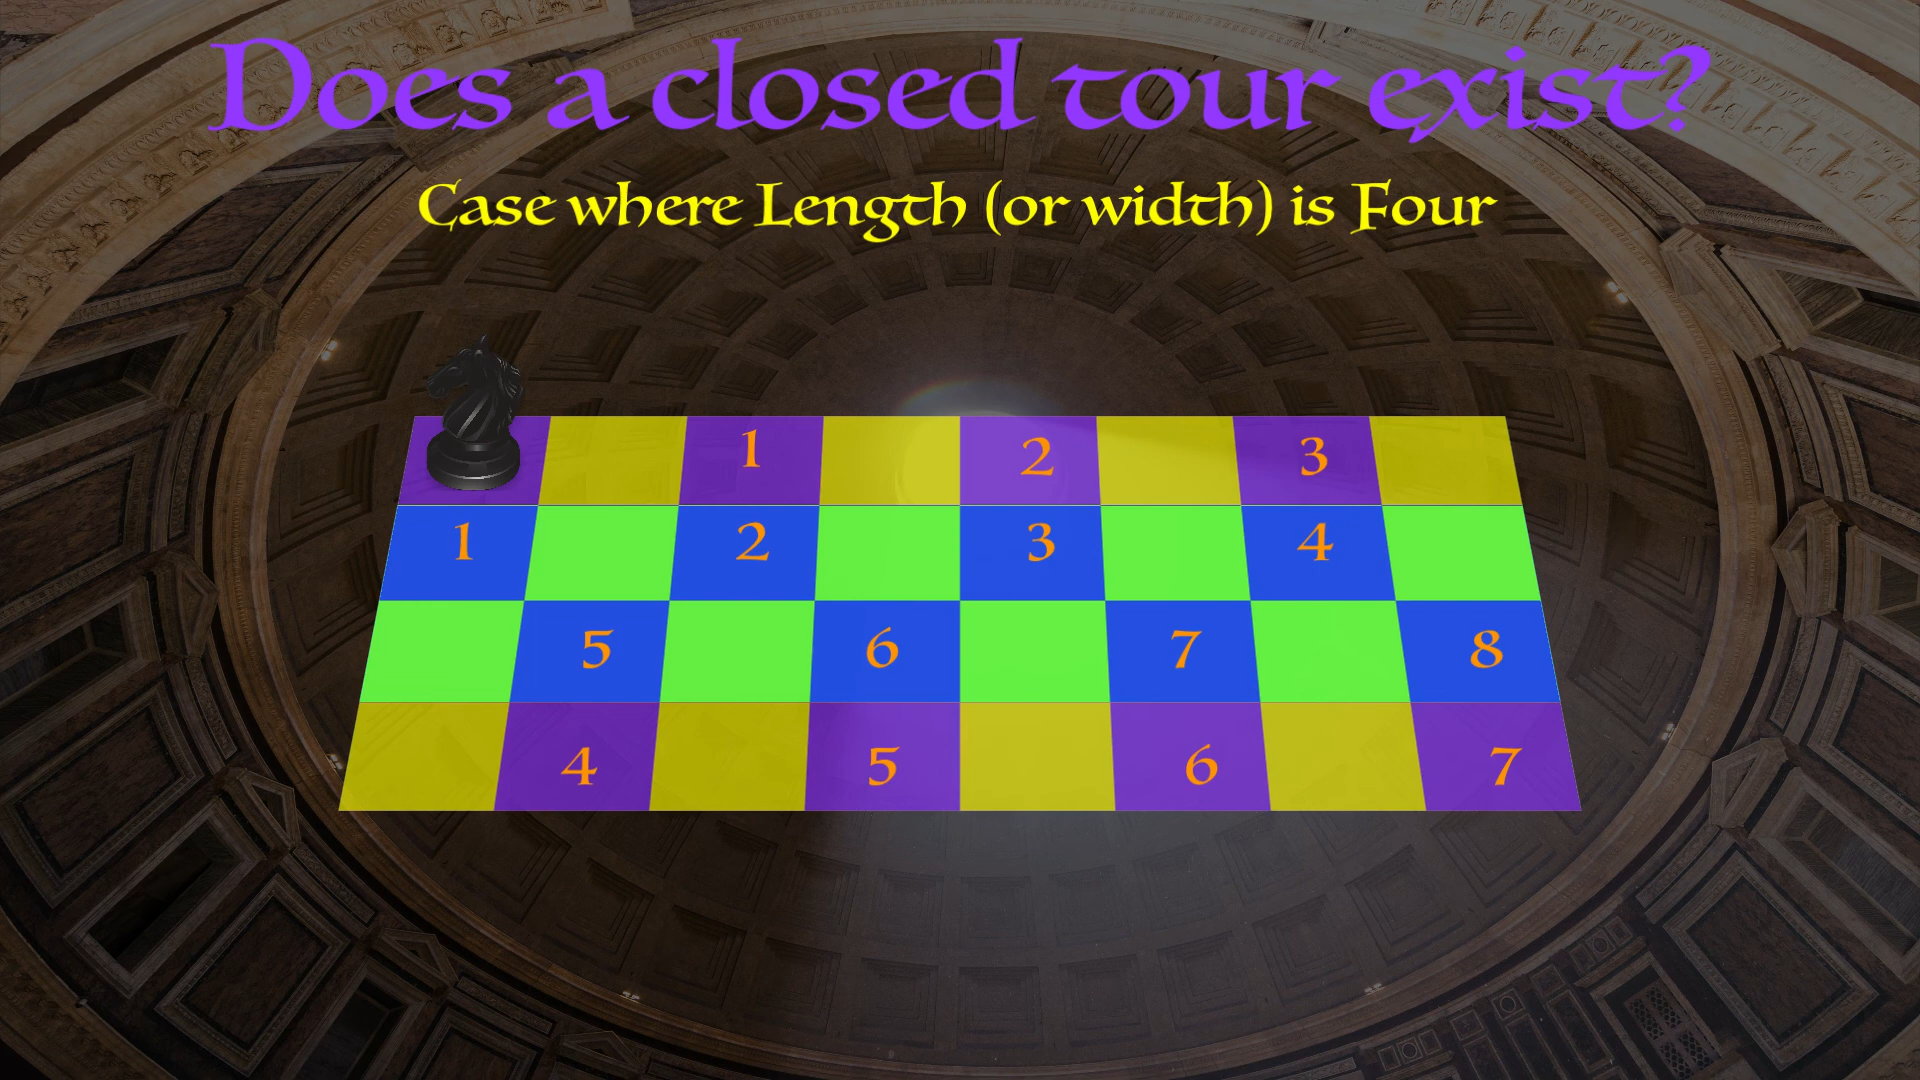 Does a closed tour exist?
Case where Length (or width) is Four
1 2 3
1 2 3 4
5 6 7 8
4 5 6 7